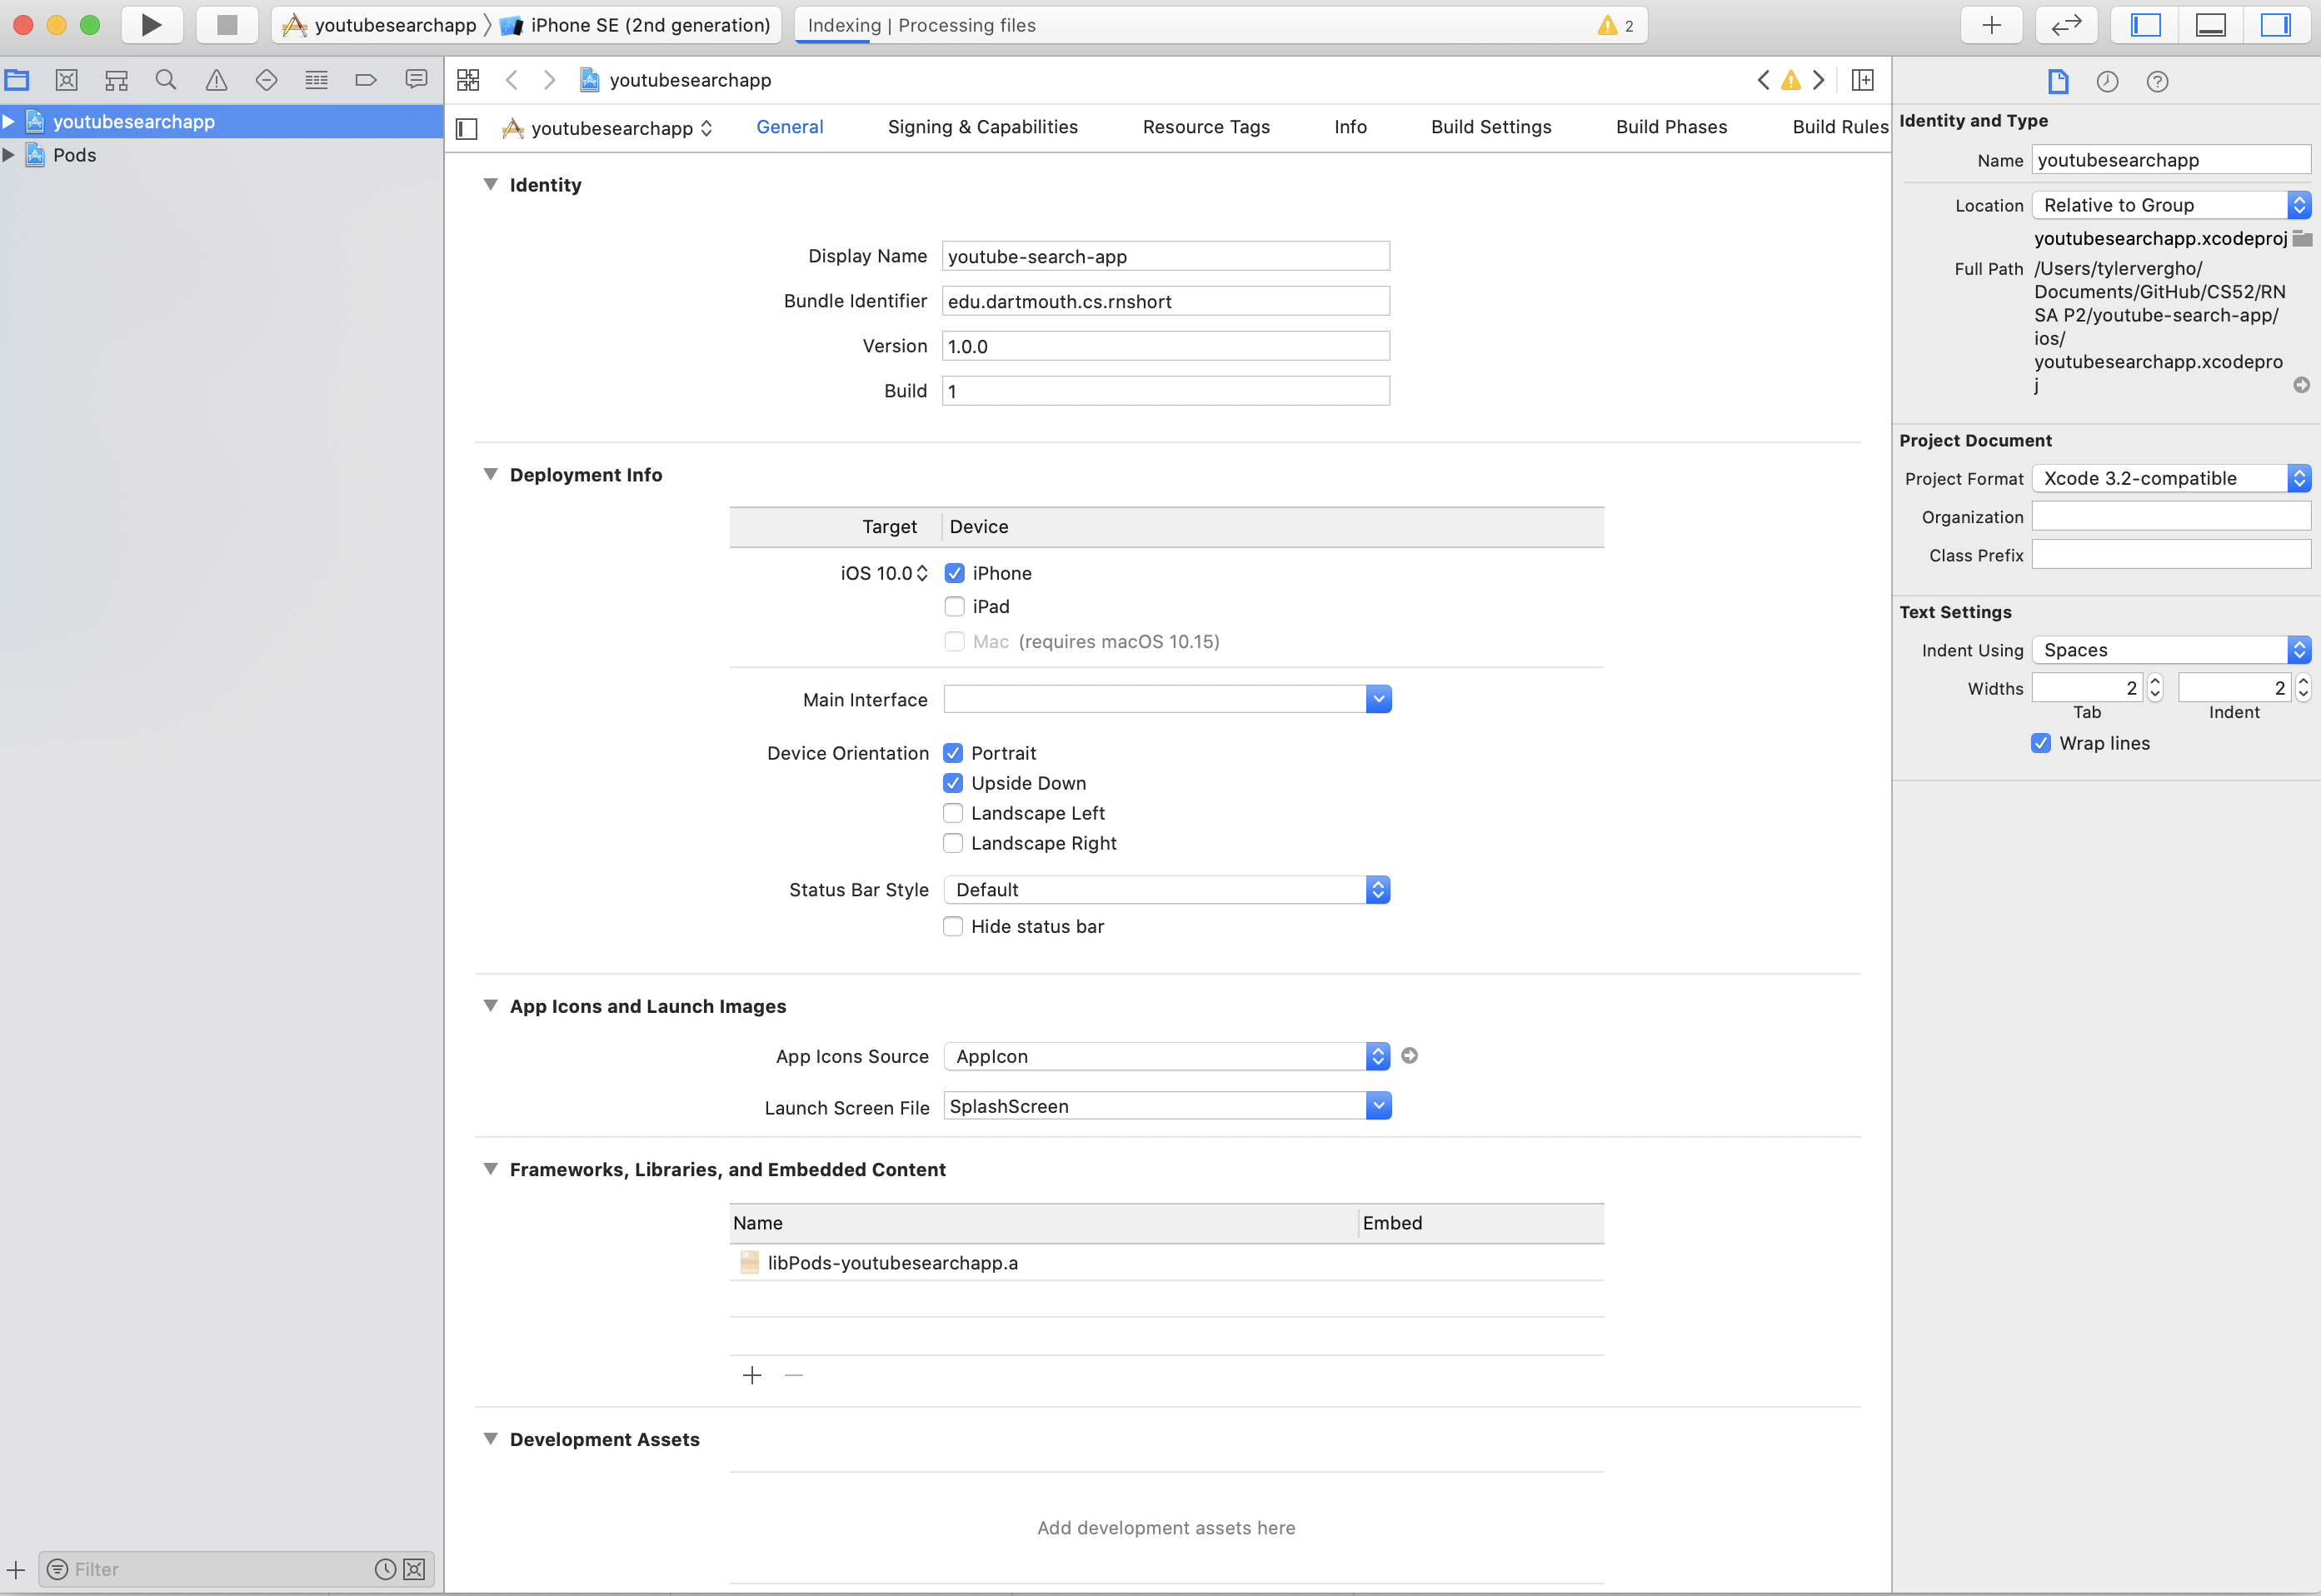 youtubesearchapp
iPhone SE (2nd generation)
Indexing | Processing files
2
youtubesearchapp
Pods
Filter
youtubesearchapp
youtubesearchapp
General
Signing & Capabilities
Resource Tags
Info
Build Settings
Build Phases
Build Rules
Identity
Display Name
youtube-search-app
Bundle Identifier
edu.dartmouth.cs.rnshort
Version
1.0.0
Build
1
Deployment Info
Target
Device
iOS 10.0
iPhone
iPad
Mac (requires macOS 10.15)
Main Interface
Device Orientation
Portrait
Upside Down
Landscape Left
Landscape Right
Status Bar Style
Default
Hide status bar
App Icons and Launch Images
App Icons Source
AppIcon
Launch Screen File
SplashScreen
Frameworks, Libraries, and Embedded Content
Name
Embed
libPods-youtubesearchapp.a
Development Assets
Add development assets here
Identity and Type
Name
youtubesearchapp
Location
Relative to Group
youtubesearchapp.xcodeproj
Full Path
/Users/tylervergho/
Documents/GitHub/CS52/RN
SA P2/youtube-search-app/
ios/
youtubesearchapp.xcodepro
j
Project Document
Project Format
Xcode 3.2-compatible
Organization
Class Prefix
Text Settings
Indent Using
Spaces
Widths
2
2
Tab
Indent
Wrap lines